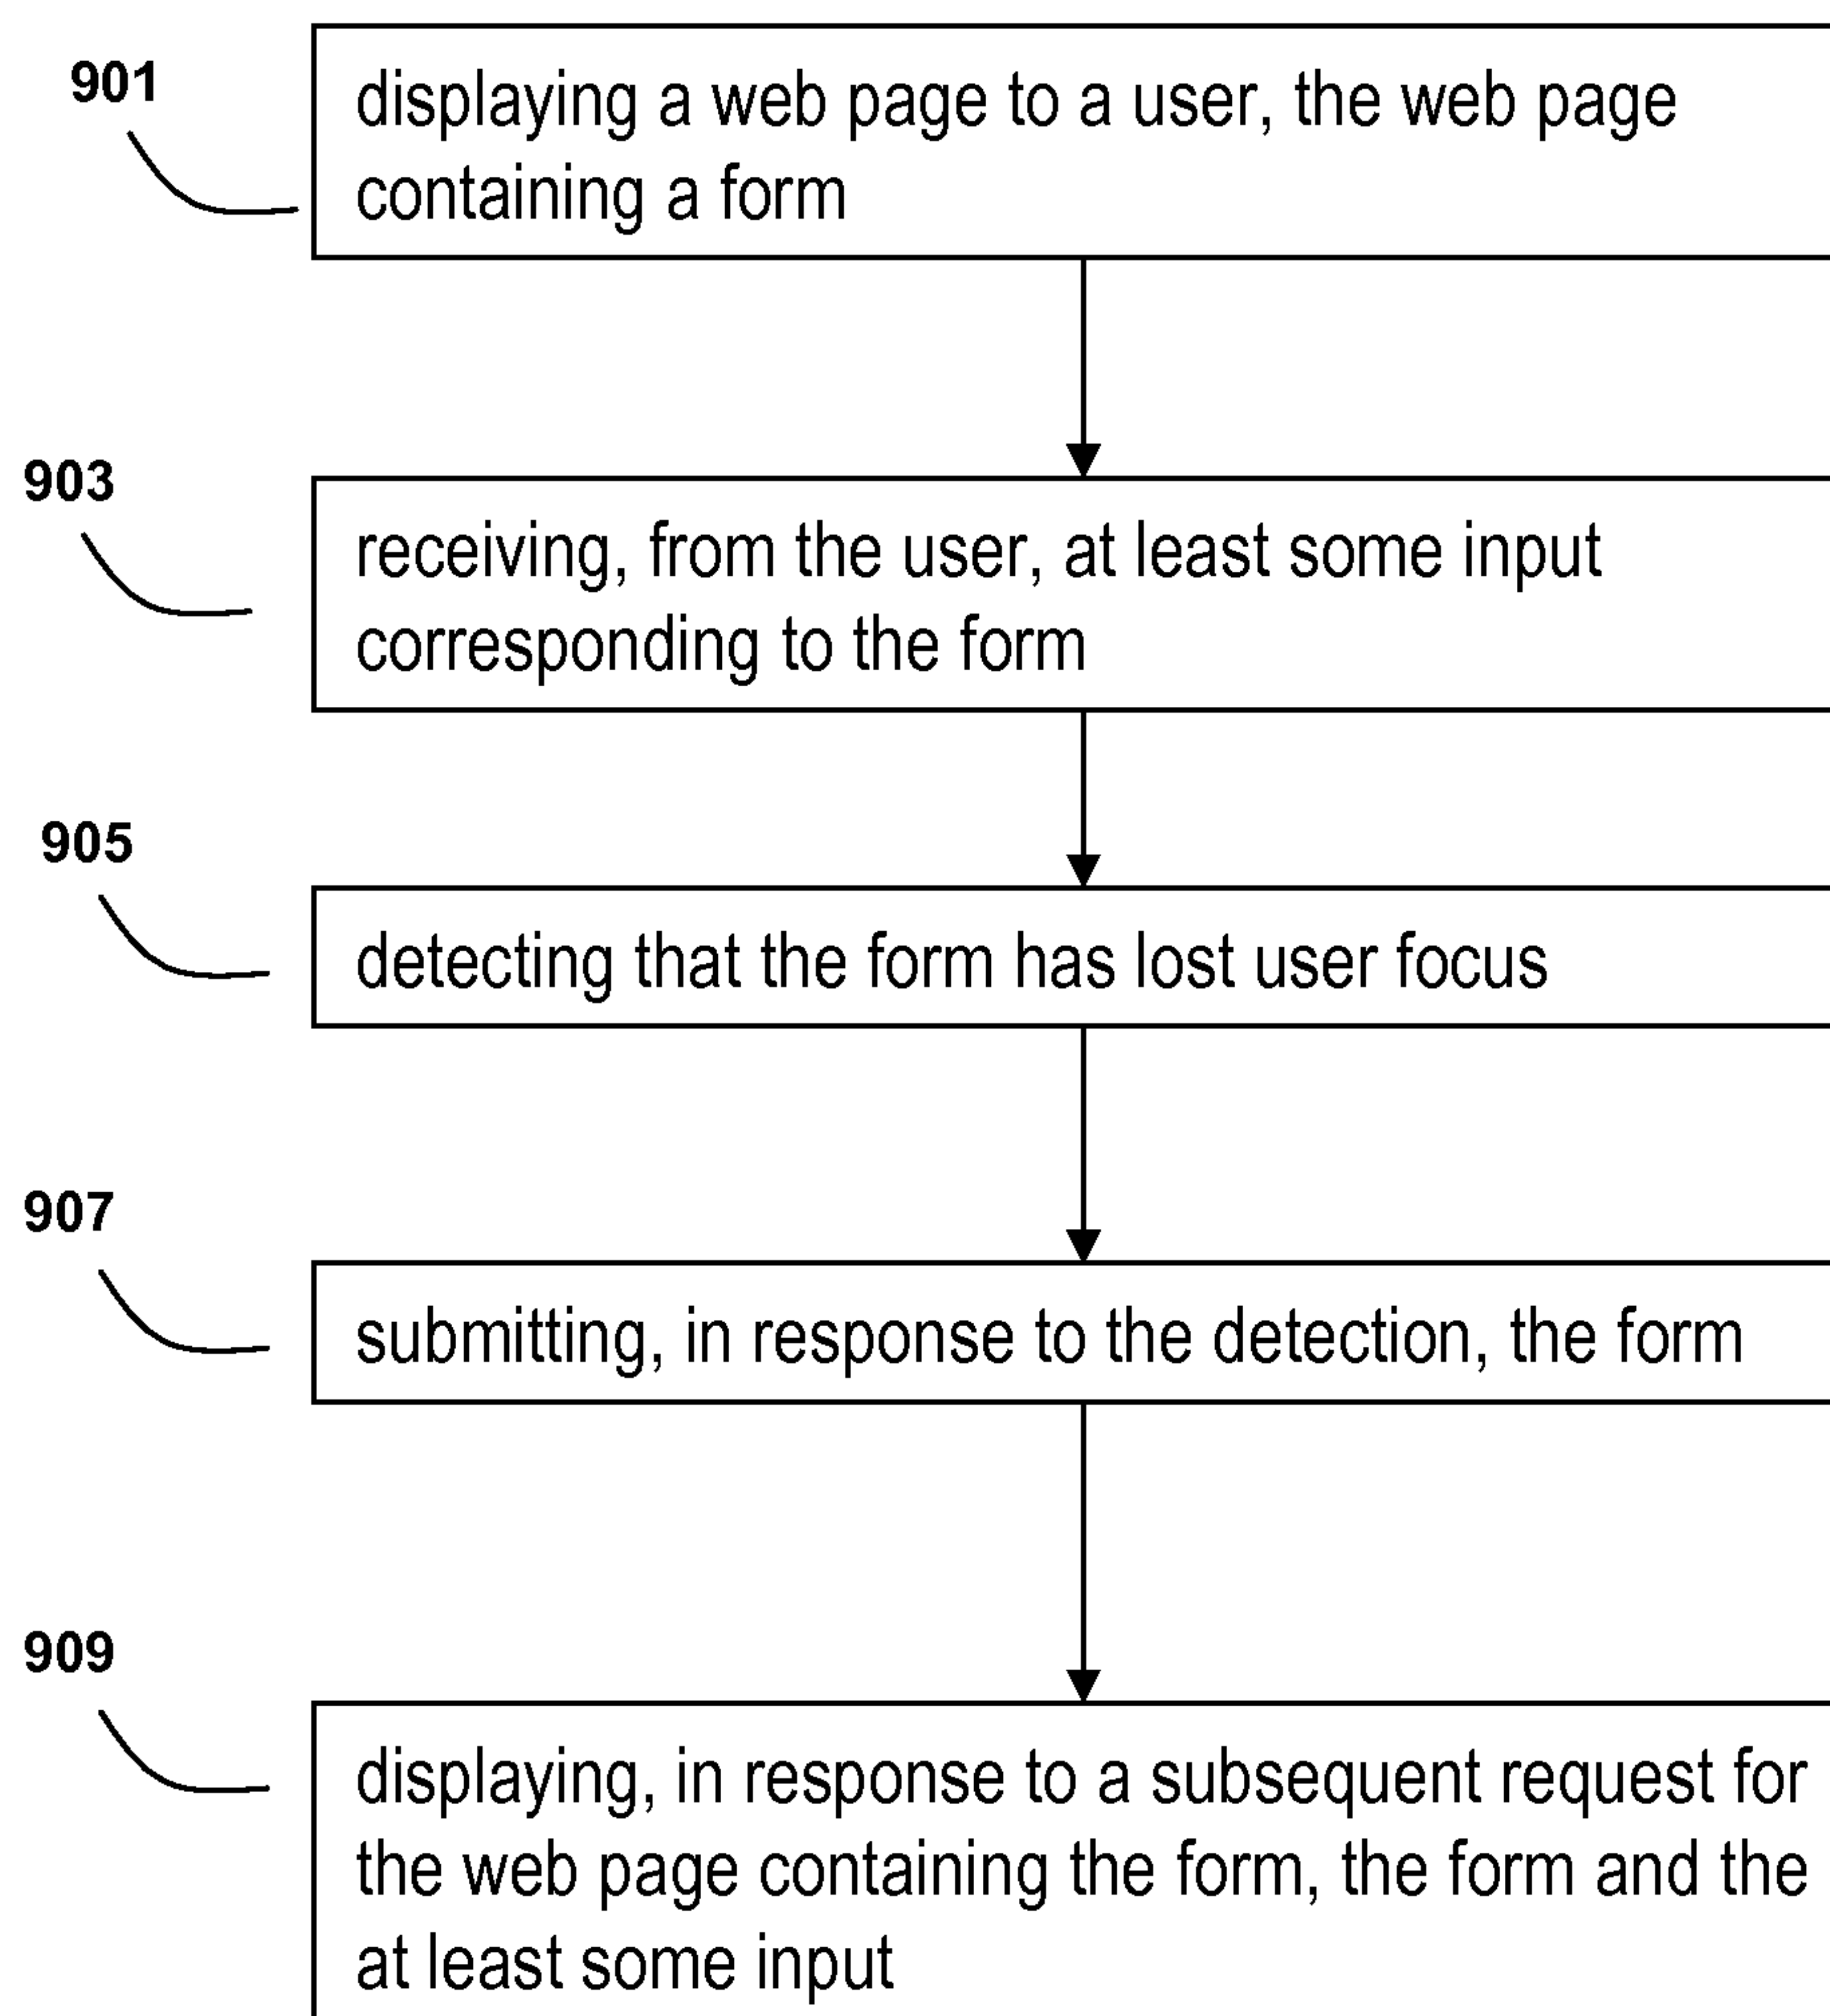 901
displaying a web page to a user, the web page
containing a form
903
receiving, from the user, at least some input
corresponding to the form
905
detecting that the form has lost user focus
907
submitting, in response to the detection, the form
909
displaying, in response to a subsequent request for
the web page containing the form, the form and the
at least some input